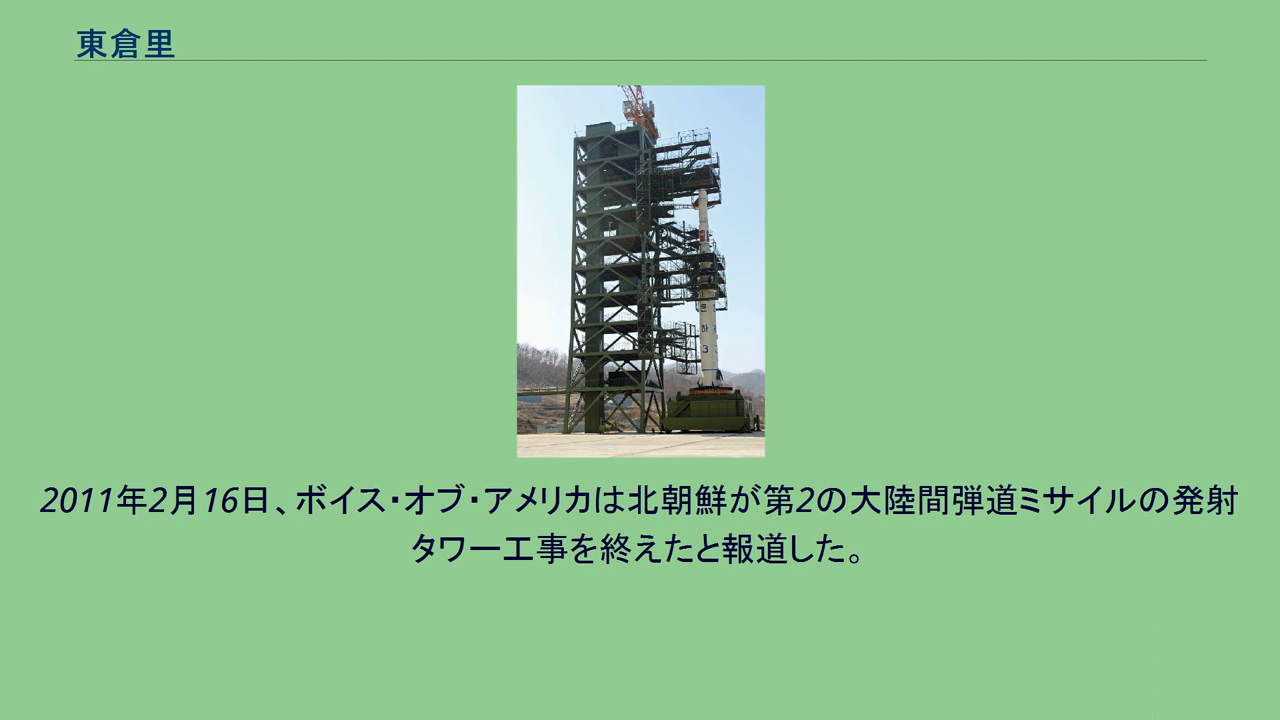 東倉里
하
3
2011年2月16日、ボイス・オブ・アメリカは北朝鮮が第2の大陸間弾道ミサイルの発射
タワー工事を終えたと報道した。